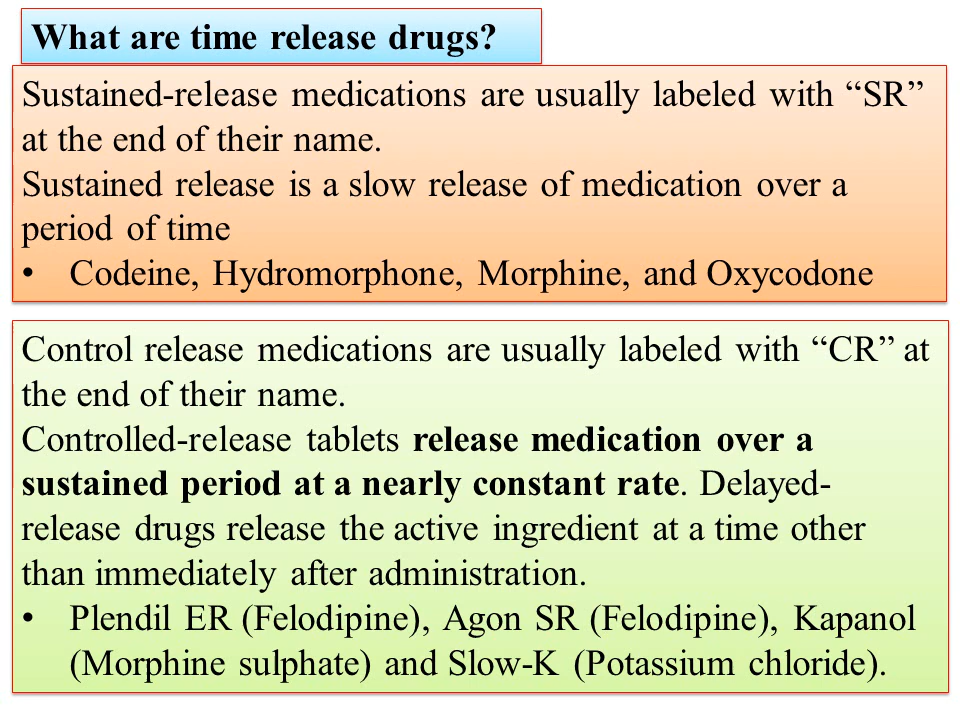 What are time release drugs?
Sustained-release medications are usually labeled with “SR”
at the end of their name.
Sustained release is a slow release of medication over a
period of time
• Codeine, Hydromorphone, Morphine, and Oxycodone
Control release medications are usually labeled with “CR” at
the end of their name.
Controlled-release tablets release medication over a
sustained period at a nearly constant rate. Delayed-
release drugs release the active ingredient at a time other
than immediately after administration.
• Plendil ER (Felodipine), Agon SR (Felodipine), Kapanol
(Morphine sulphate) and Slow-K (Potassium chloride).